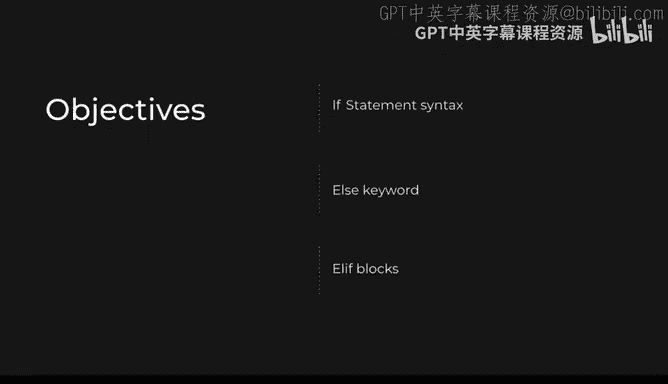 GPT中英字幕课程资源@bilibili
GPT中英字幕课程资源 bilibili
Objectives
If Statement syntax
Else keyword
Elif blocks